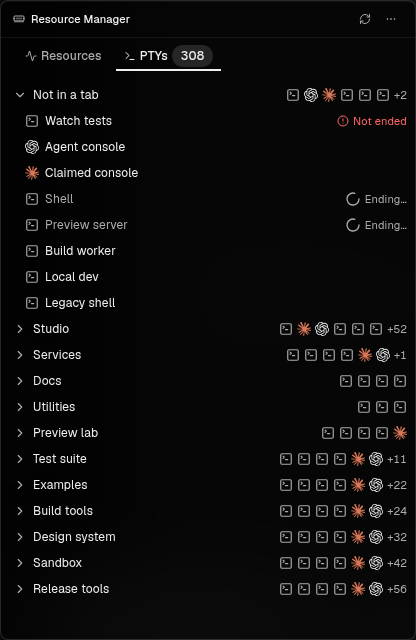 Resource Manager
Resources PTYs 308
Not in a tab +2
Watch tests Not ended
Agent console
Claimed console
Shell Ending…
Preview server Ending…
Build worker
Local dev
Legacy shell
Studio +52
Services +1
Docs
Utilities
Preview lab
Test suite +11
Examples +22
Build tools +24
Design system +32
Sandbox +42
Release tools +56